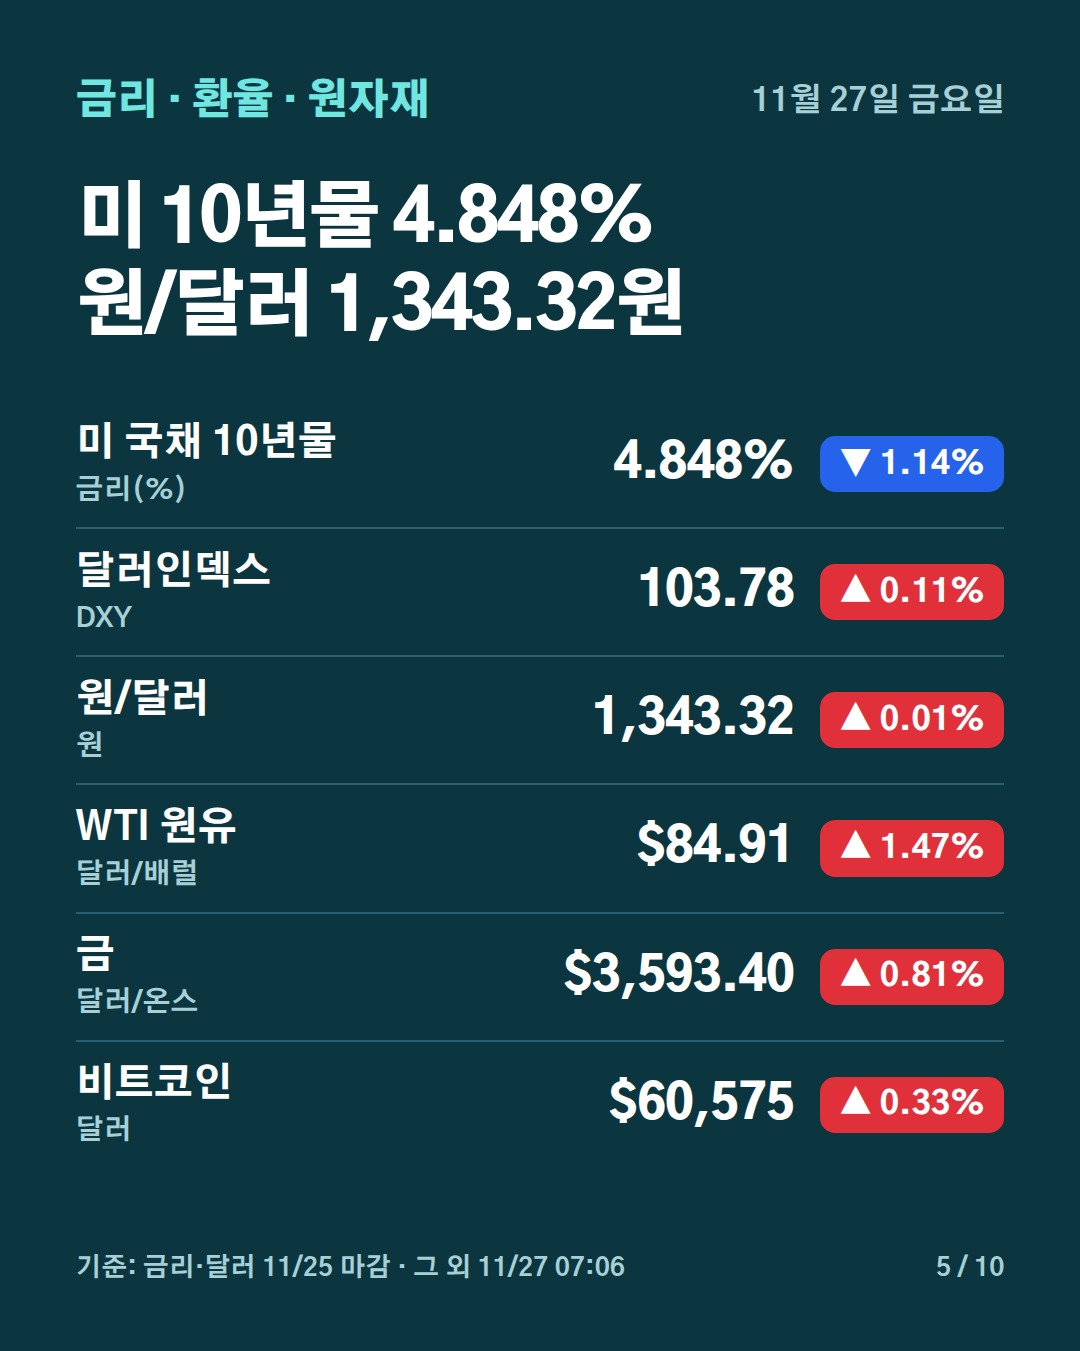 금리 · 환율 · 원자재
11월 27일 금요일
미 10년물 4.848%
원/달러 1,343.32원
미 국채 10년물
금리(%)
4.848%
▼ 1.14%
달러인덱스
DXY
103.78
▲ 0.11%
원/달러
원
1,343.32
▲ 0.01%
WTI 원유
달러/배럴
$84.91
▲ 1.47%
금
달러/온스
$3,593.40
▲ 0.81%
비트코인
달러
$60,575
▲ 0.33%
기준: 금리·달러 11/25 마감 · 그 외 11/27 07:06
5 / 10